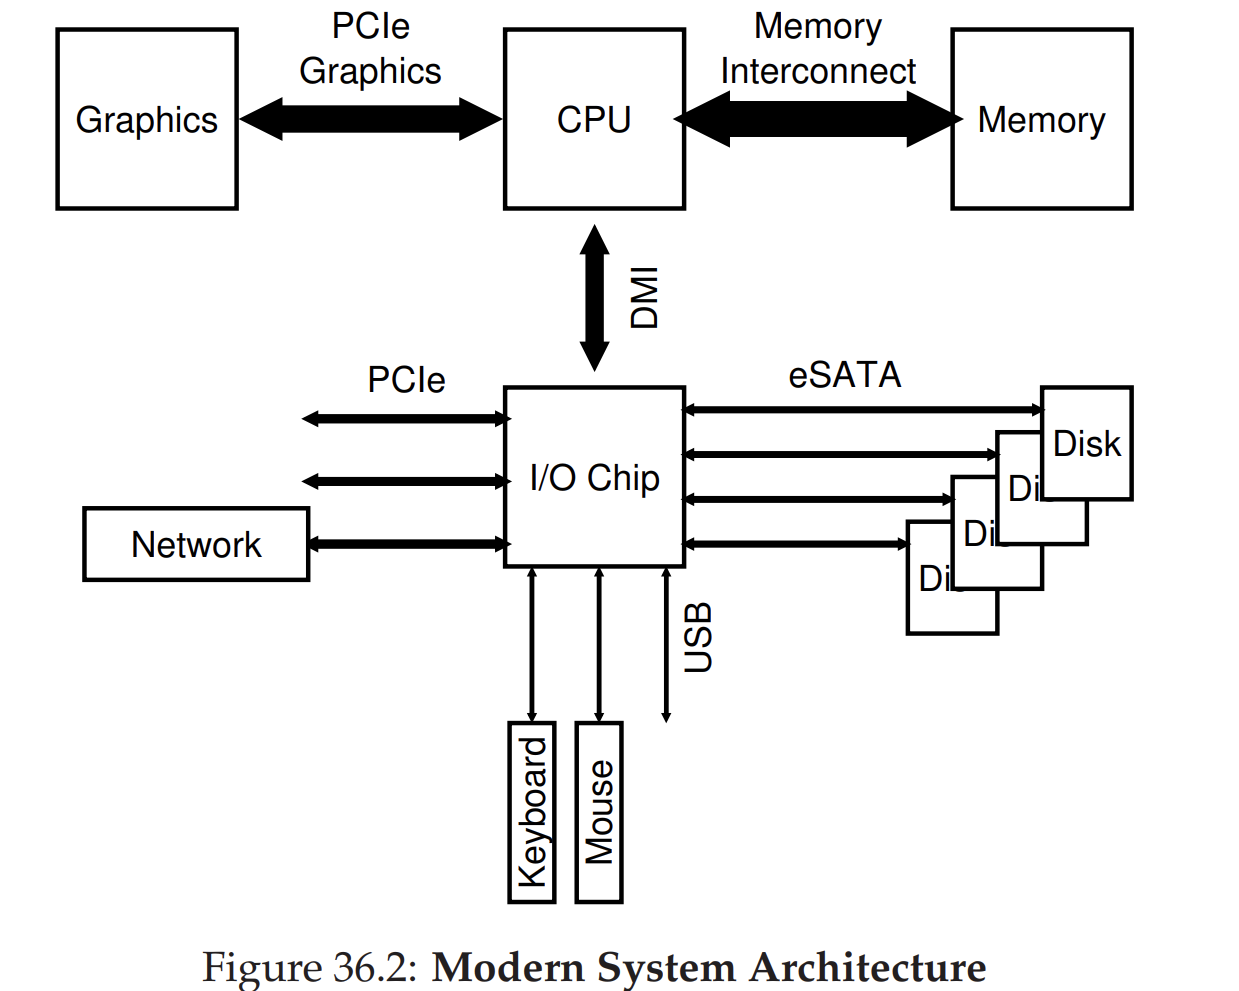 PCIe
Graphics
Memory
Interconnect
Graphics
CPU
Memory
DMI
PCIe
eSATA
I/O Chip
Disk
Di
Di
Di
Network
USB
Keyboard
Mouse
Figure 36.2: Modern System Architecture